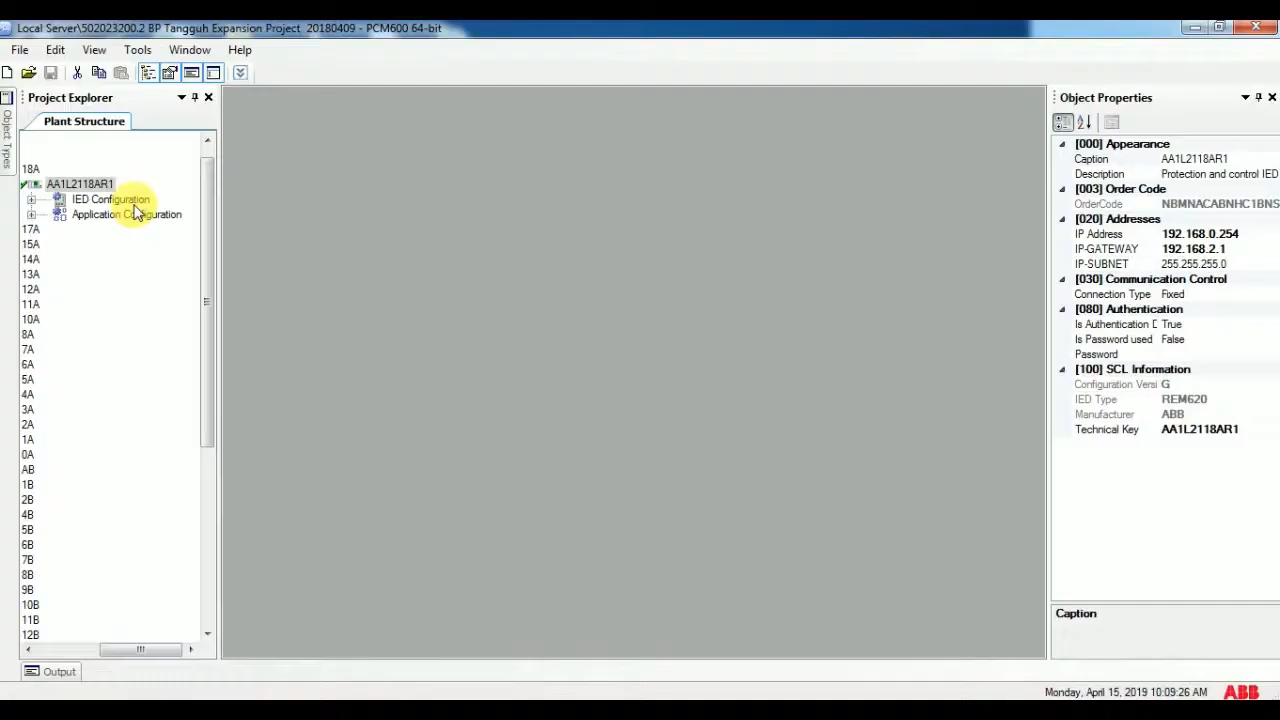 Local Server\502023200.2 BP Tangguh Expansion Project 20180409 - PCM600 64-bit
File Edit View Tools Window Help
Object Types
Project Explorer
Plant Structure
18A
AA1L2118AR1
IED Configuration
Application Configuration
17A
15A
14A
13A
12A
11A
10A
8A
7A
6A
5A
4A
3A
2A
1A
0A
AB
1B
2B
4B
5B
6B
7B
8B
9B
10B
11B
12B
Output
Object Properties
[000] Appearance
Caption AA1L2118AR1
Description Protection and control IED
[003] Order Code
OrderCode NBMNACABNHC1BNS
[020] Addresses
IP Address 192.168.0.254
IP-GATEWAY 192.168.2.1
IP-SUBNET 255.255.255.0
[030] Communication Control
Connection Type Fixed
[080] Authentication
Is Authentication D True
Is Password used False
Password
[100] SCL Information
Configuration Versi G
IED Type REM620
Manufacturer ABB
Technical Key AA1L2118AR1
Caption
Monday, April 15, 2019 10:09:26 AM ABB